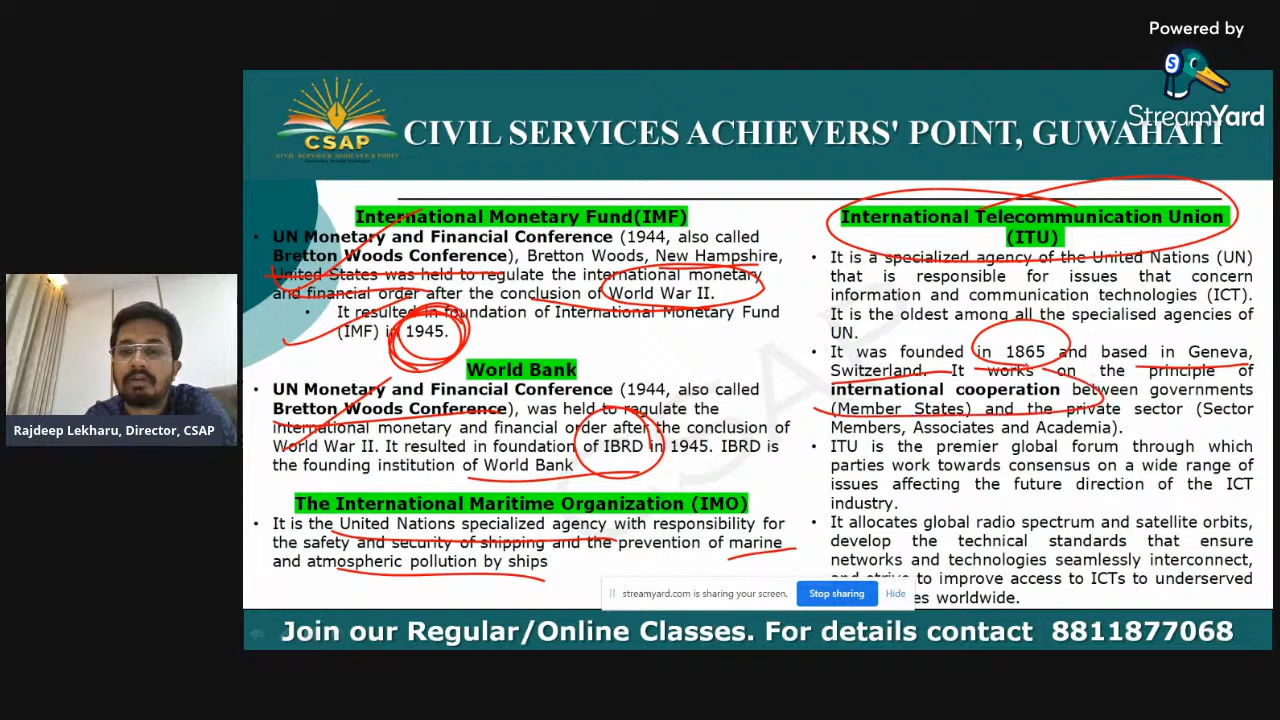 Powered by
StreamYard
CSAP
CIVIL SERVICES ACHIEVERS' POINT, GUWAHATI
International Monetary Fund(IMF)
• UN Monetary and Financial Conference (1944, also called
Bretton Woods Conference), Bretton Woods, New Hampshire,
United States was held to regulate the international monetary
and financial order after the conclusion of World War II.
• It resulted in foundation of International Monetary Fund
(IMF) in 1945.
World Bank
• UN Monetary and Financial Conference (1944, also called
Bretton Woods Conference), was held to regulate the
international monetary and financial order after the conclusion of
World War II. It resulted in foundation of IBRD in 1945. IBRD is
the founding institution of World Bank
The International Maritime Organization (IMO)
• It is the United Nations specialized agency with responsibility for
the safety and security of shipping and the prevention of marine
and atmospheric pollution by ships
International Telecommunication Union
(ITU)
• It is a specialized agency of the United Nations (UN)
that is responsible for issues that concern
information and communication technologies (ICT).
It is the oldest among all the specialised agencies of
UN.
• It was founded in 1865 and based in Geneva,
Switzerland. It works on the principle of
international cooperation between governments
(Member States) and the private sector (Sector
Members, Associates and Academia).
• ITU is the premier global forum through which
parties work towards consensus on a wide range of
issues affecting the future direction of the ICT
industry.
• It allocates global radio spectrum and satellite orbits,
develop the technical standards that ensure
networks and technologies seamlessly interconnect,
to improve access to ICTs to underserved
worldwide.
streamyard.com is sharing your screen.
Stop sharing
Hide
Rajdeep Lekharu, Director, CSAP
Join our Regular/Online Classes. For details contact 8811877068